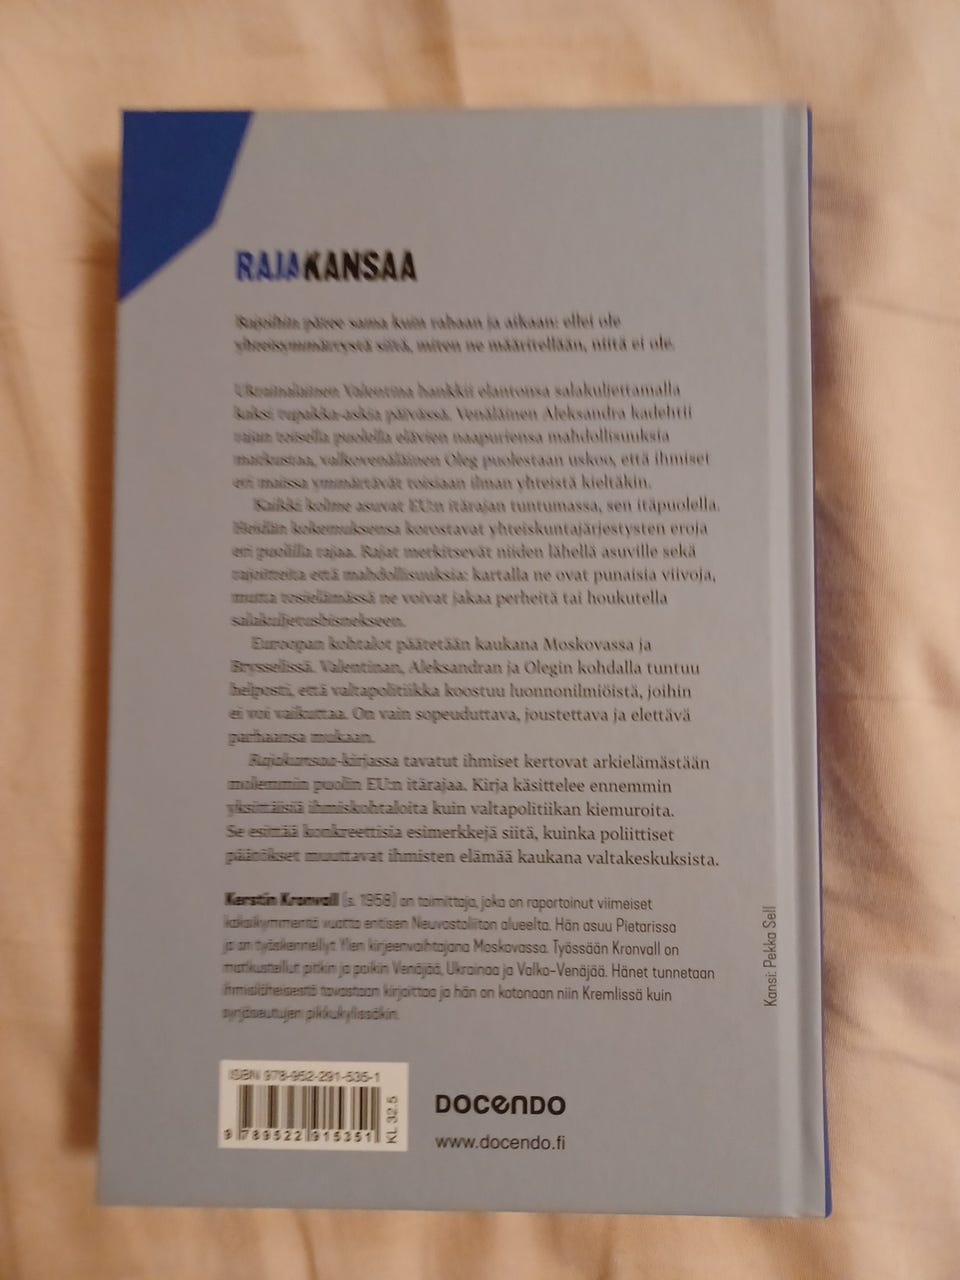 RAJAKANSAA
Rajoihin pätee sama kuin rahaan ja aikaan: ellei ole
yhteisymmärrystä siitä, miten ne määritellään, niitä ei ole.
Ukrainalainen Valentina hankkii elantonsa salakuljettamalla
kaksi tupakka-askia päivässä. Venäläinen Aleksandra kadehtii
rajan toisella puolella elävien naapuriensa mahdollisuuksia
matkustaa, valkovenäläinen Oleg puolestaan uskoo, että ihmiset
eri maissa ymmärtävät toisiaan ilman yhteistä kieltäkin.
Kaikki kolme asuvat EU:n itärajan tuntumassa, sen itäpuolella.
Heidän kokemuksensa korostavat yhteiskuntajärjestysten eroja
eri puolilla rajaa. Rajat merkitsevät niiden lähellä asuville sekä
rajoitteita että mahdollisuuksia: kartalla ne ovat punaisia viivoja,
mutta tosielämässä ne voivat jakaa perheitä tai houkutella
salakuljetusbisnekseen.
Euroopan kohtalot päätetään kaukana Moskovassa ja
Brysselissä. Valentinan, Aleksandran ja Olegin kohdalla tuntuu
helposti, että valtapolitiikka koostuu luonnonilmiöistä, joihin
ei voi vaikuttaa. On vain sopeuduttava, joustettava ja elettävä
parhaansa mukaan.
Rajakansaa-kirjassa tavatut ihmiset kertovat arkielämästään
molemmin puolin EU:n itärajaa. Kirja käsittelee ennemmin
yksittäisiä ihmiskohtaloita kuin valtapolitiikan kiemuroita.
Se esittää konkreettisia esimerkkejä siitä, kuinka poliittiset
päätökset muuttavat ihmisten elämää kaukana valtakeskuksista.
Kerstin Kronvall (s. 1958) on toimittaja, joka on raportoinut viimeiset
kaksikymmentä vuotta entisen Neuvostoliiton alueelta. Hän asuu Pietarissa
ja on työskennellyt Ylen kirjeenvaihtajana Moskovassa. Työssään Kronvall on
matkustellut pitkin ja poikin Venäjää, Ukrainaa ja Valko-Venäjää. Hänet tunnetaan
ihmisläheisestä tavastaan kirjoittaa ja hän on kotonaan niin Kremlissä kuin
syrjäseutujen pikkukylissäkin.
Kansi: Pekka Sell
ISBN 978-952-291-535-1
9 789522 915351
KL 32.5
DOCENDO
www.docendo.fi